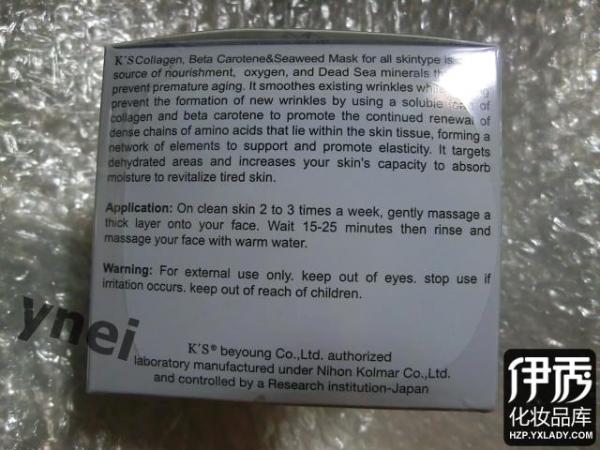 K´S Collagen, Beta Carotene&Seaweed Mask for all skintype is
source of nourishment, oxygen, and Dead Sea minerals
prevent premature aging. It smoothes existing wrinkles
prevent the formation of new wrinkles by using a soluble of
collagen and beta carotene to promote the continued renewal of
dense chains of amino acids that lie within the skin tissue, forming a
network of elements to support and promote elasticity. It targets
dehydrated areas and increases your skin's capacity to absorb
moisture to revitalize tired skin.
Application: On clean skin 2 to 3 times a week, gently massage a
thick layer onto your face. Wait 15-25 minutes then rinse and
massage your face with warm water.
Warning: For external use only. keep out of eyes. stop use if
irritation occurs. keep out of reach of children.
K´S® beyoung Co.,Ltd. authorized
laboratory manufactured under Nihon Kolmar Co.,Ltd.
and controlled by a Research institution-Japan
ynei
伊秀
化妆品库
HZP.YXLADY.COM